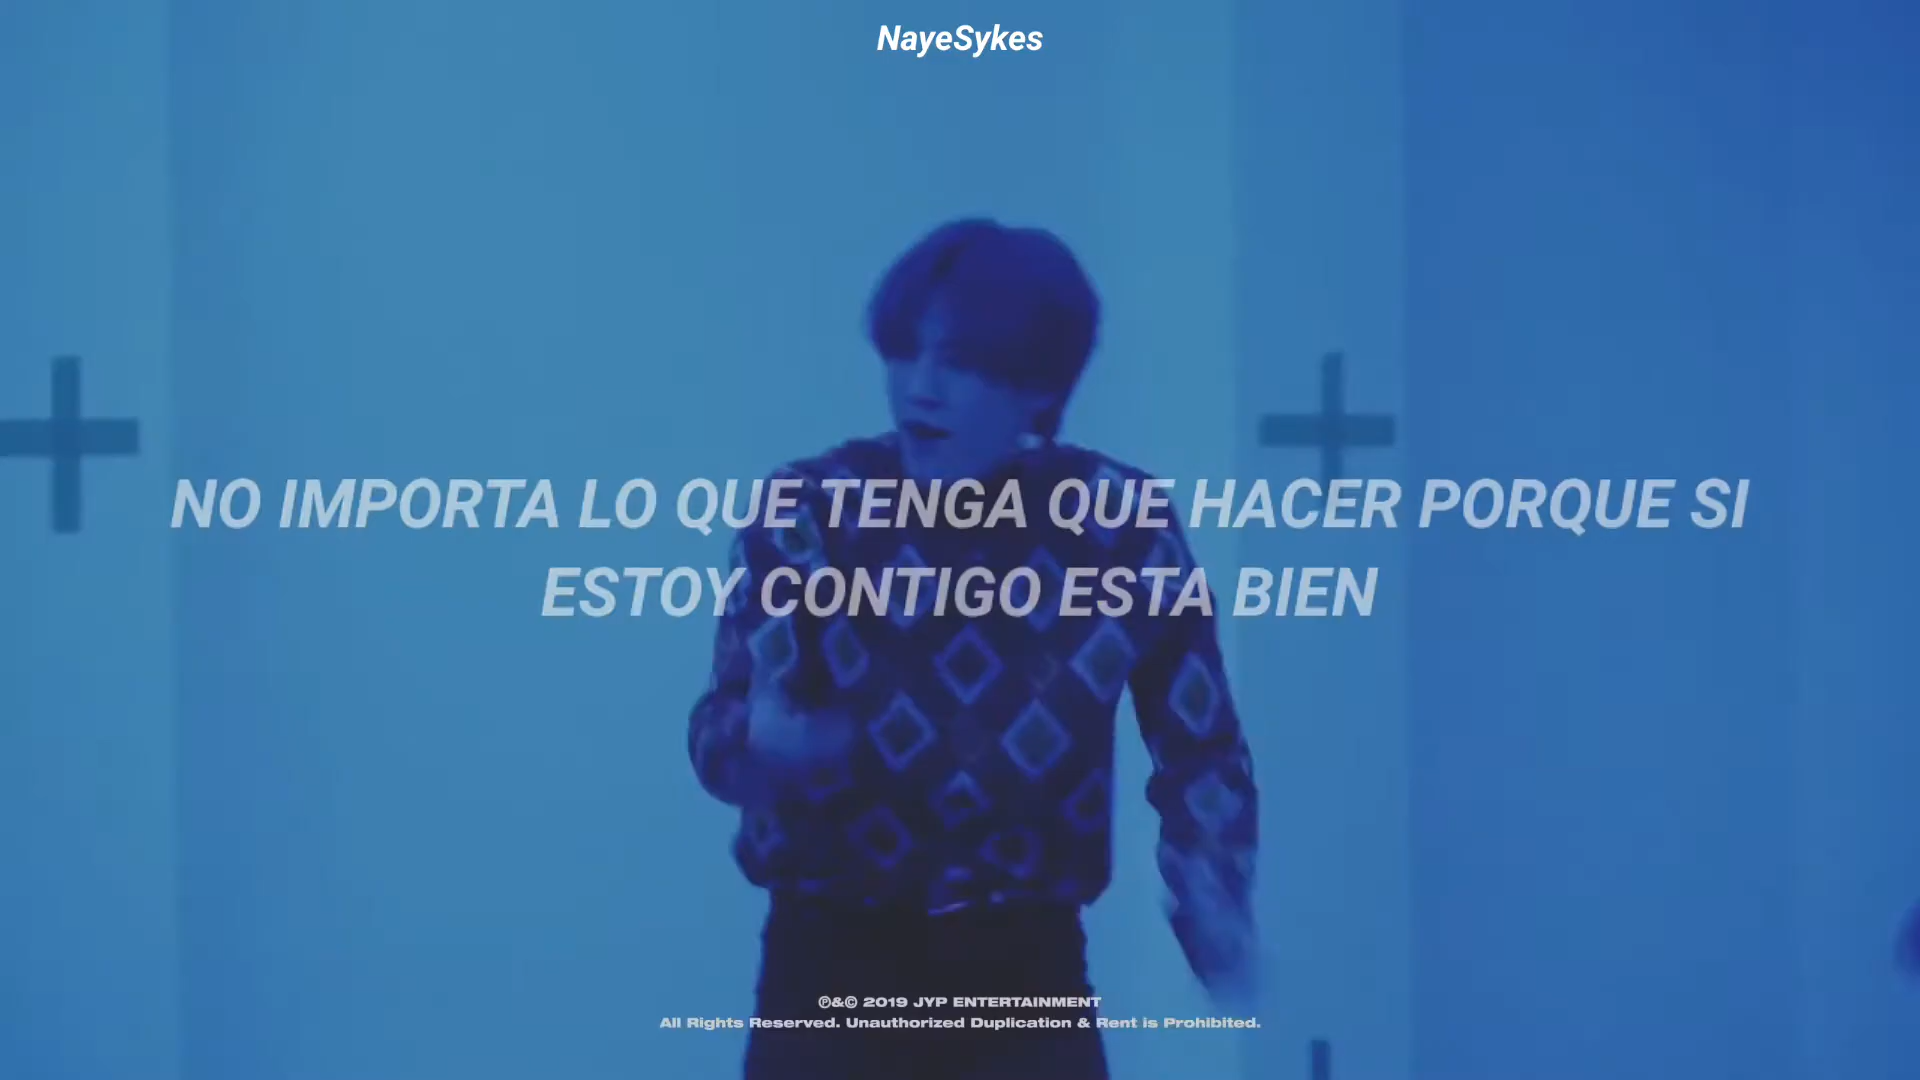 NayeSykes
NO IMPORTA LO QUE TENGA QUE HACER PORQUE SI
ESTOY CONTIGO ESTA BIEN
℗&© 2019 JYP ENTERTAINMENT
All Rights Reserved. Unauthorized Duplication & Rent is Prohibited.